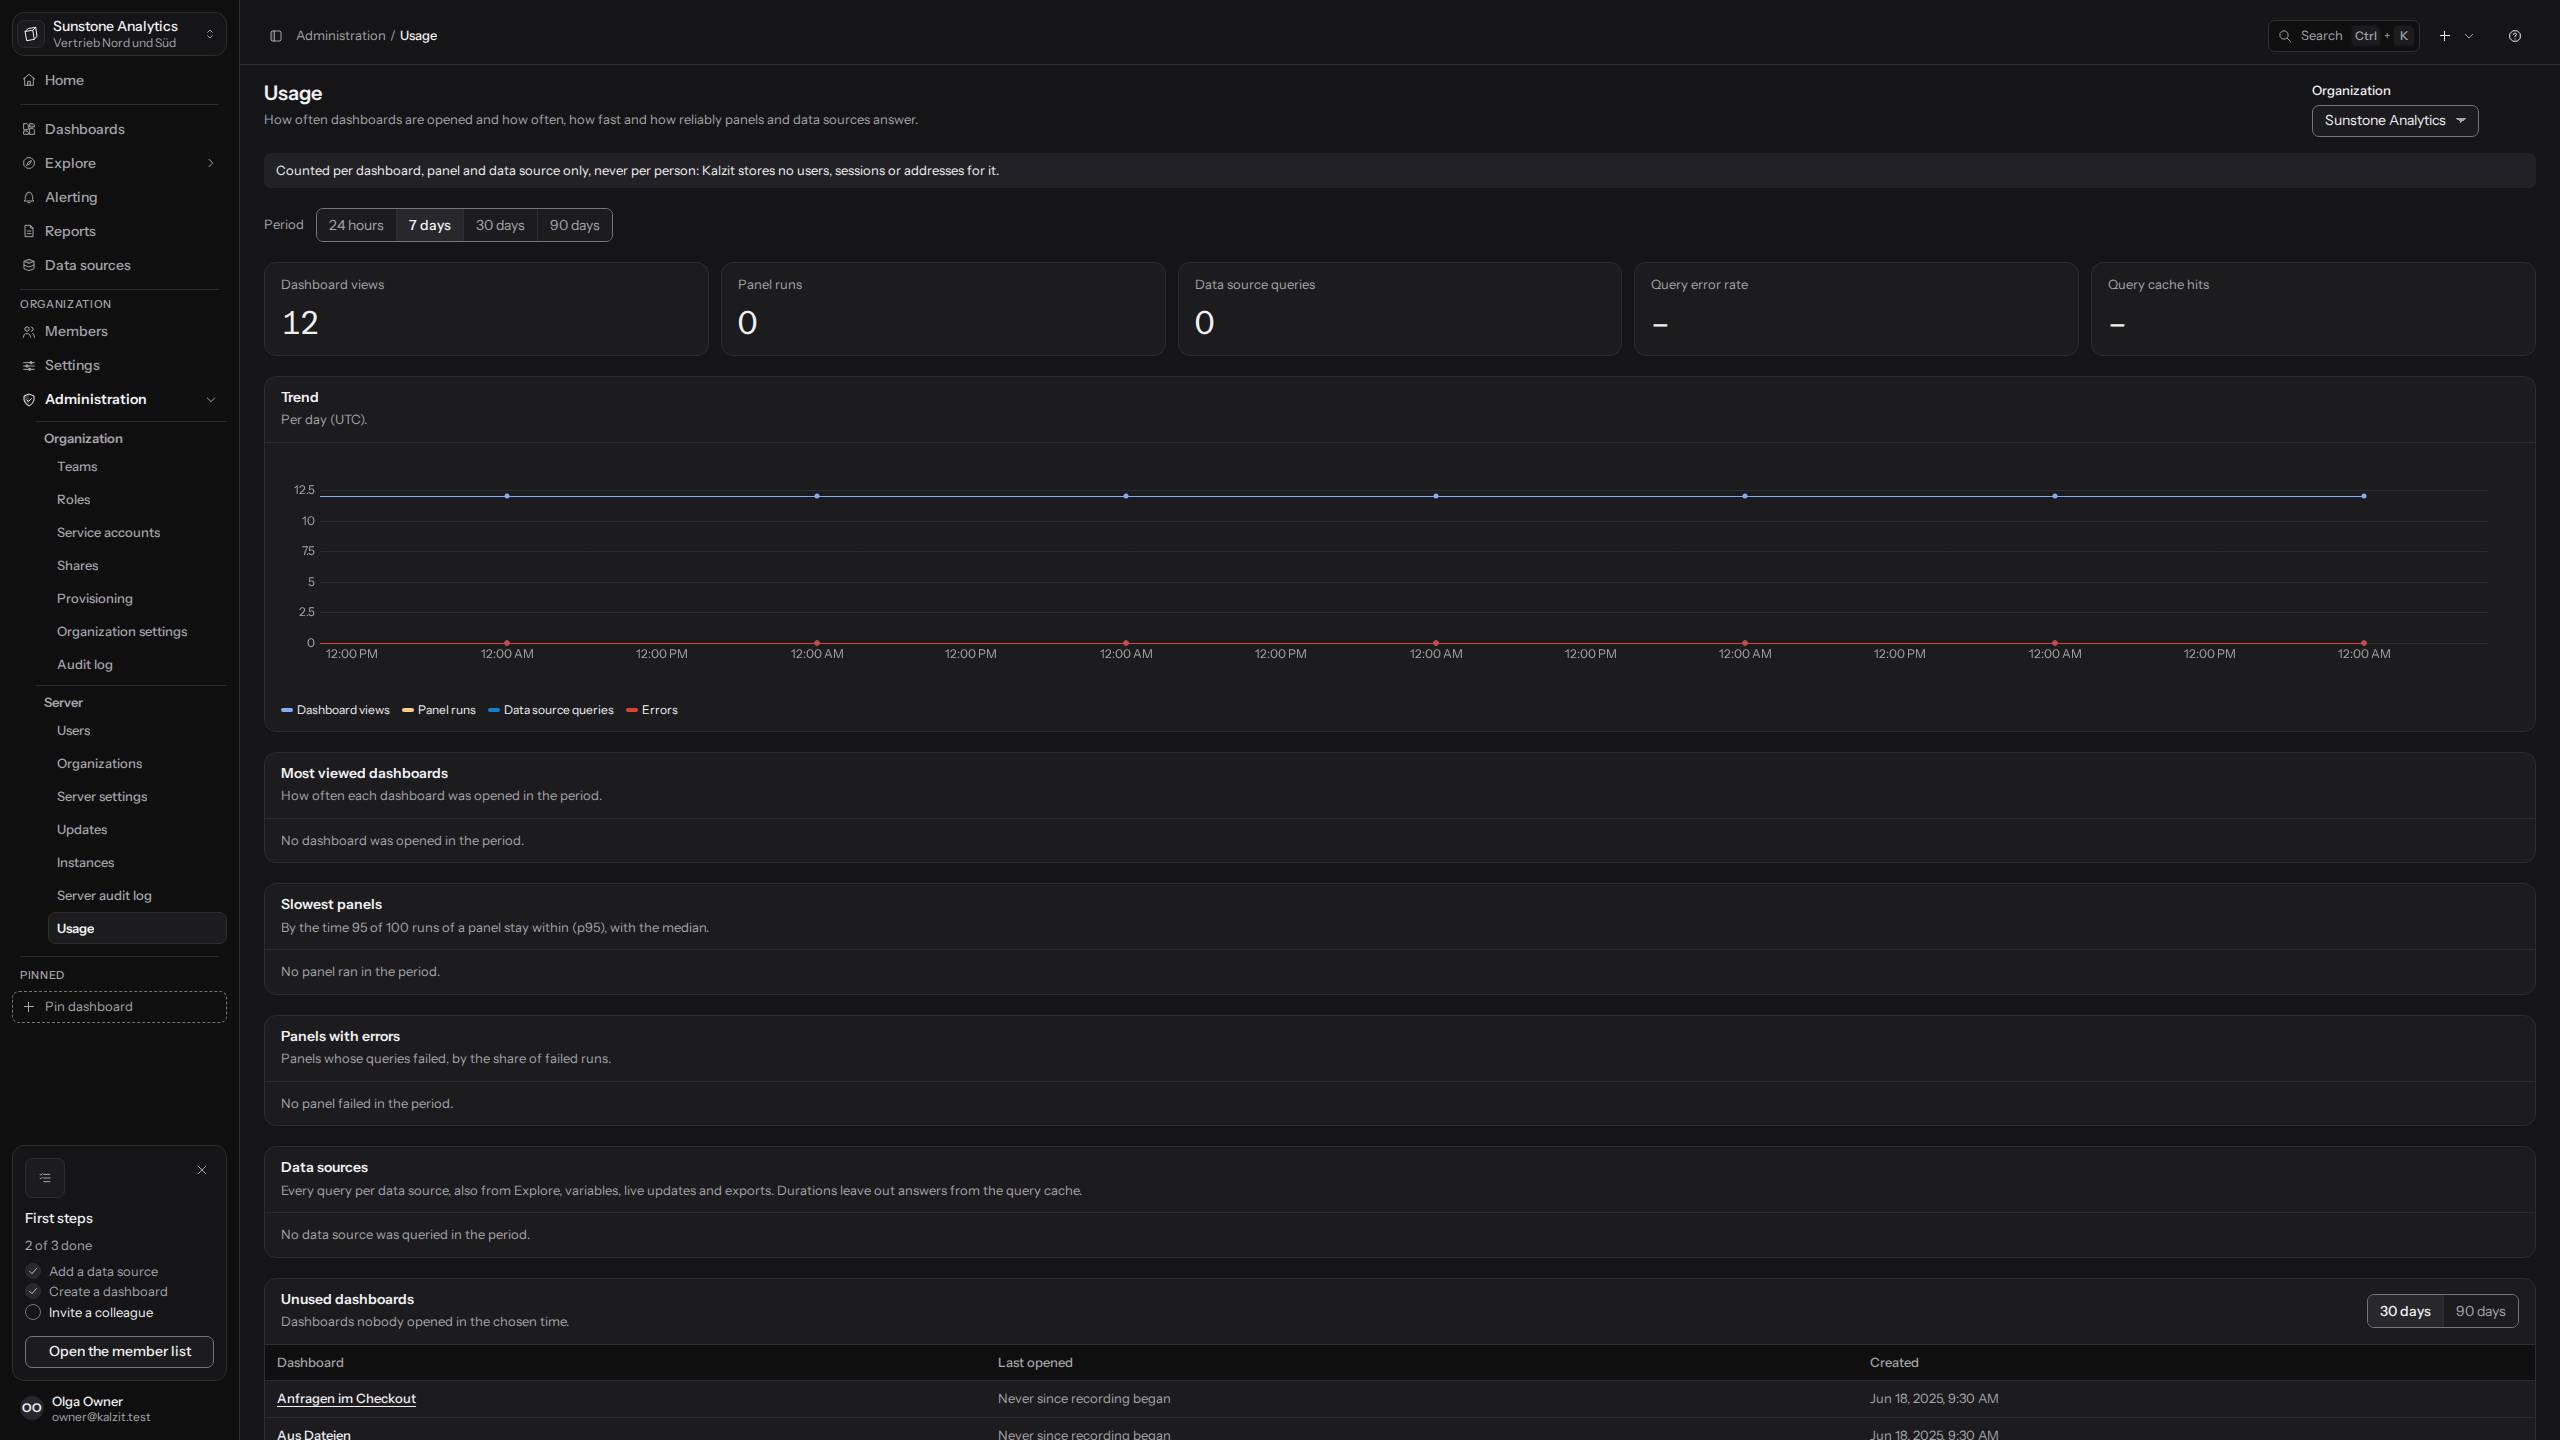 Sunstone Analytics
Vertrieb Nord und Süd
Home
Dashboards
Explore
Alerting
Reports
Data sources
ORGANIZATION
Members
Settings
Administration
Organization
Teams
Roles
Service accounts
Shares
Provisioning
Organization settings
Audit log
Server
Users
Organizations
Server settings
Updates
Instances
Server audit log
Usage
PINNED
Pin dashboard
First steps
2 of 3 done
Add a data source
Create a dashboard
Invite a colleague
Open the member list
OO
Olga Owner
owner@kalzit.test
Administration / Usage
Search Ctrl + K
Usage
How often dashboards are opened and how often, how fast and how reliably panels and data sources answer.
Organization
Sunstone Analytics
Counted per dashboard, panel and data source only, never per person: Kalzit stores no users, sessions or addresses for it.
Period 24 hours 7 days 30 days 90 days
Dashboard views
12
Panel runs
0
Data source queries
0
Query error rate
–
Query cache hits
–
Trend
Per day (UTC).
12.5
10
7.5
5
2.5
0
12:00 PM 12:00 AM 12:00 PM 12:00 AM 12:00 PM 12:00 AM 12:00 PM 12:00 AM 12:00 PM 12:00 AM 12:00 PM 12:00 AM 12:00 PM 12:00 AM
Dashboard views Panel runs Data source queries Errors
Most viewed dashboards
How often each dashboard was opened in the period.
No dashboard was opened in the period.
Slowest panels
By the time 95 of 100 runs of a panel stay within (p95), with the median.
No panel ran in the period.
Panels with errors
Panels whose queries failed, by the share of failed runs.
No panel failed in the period.
Data sources
Every query per data source, also from Explore, variables, live updates and exports. Durations leave out answers from the query cache.
No data source was queried in the period.
Unused dashboards
Dashboards nobody opened in the chosen time.
30 days 90 days
Dashboard Last opened Created
Anfragen im Checkout Never since recording began Jun 18, 2025, 9:30 AM
Aus Dateien Never since recording began Jun 18, 2025, 9:30 AM